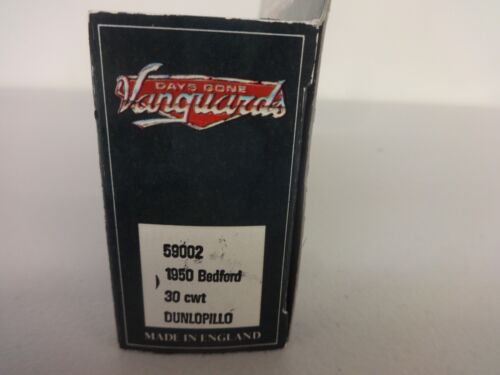 DAYS GONE
Vanguards
59002
1950 Bedford
30 cwt
DUNLOPILLO
MADE IN ENGLAND